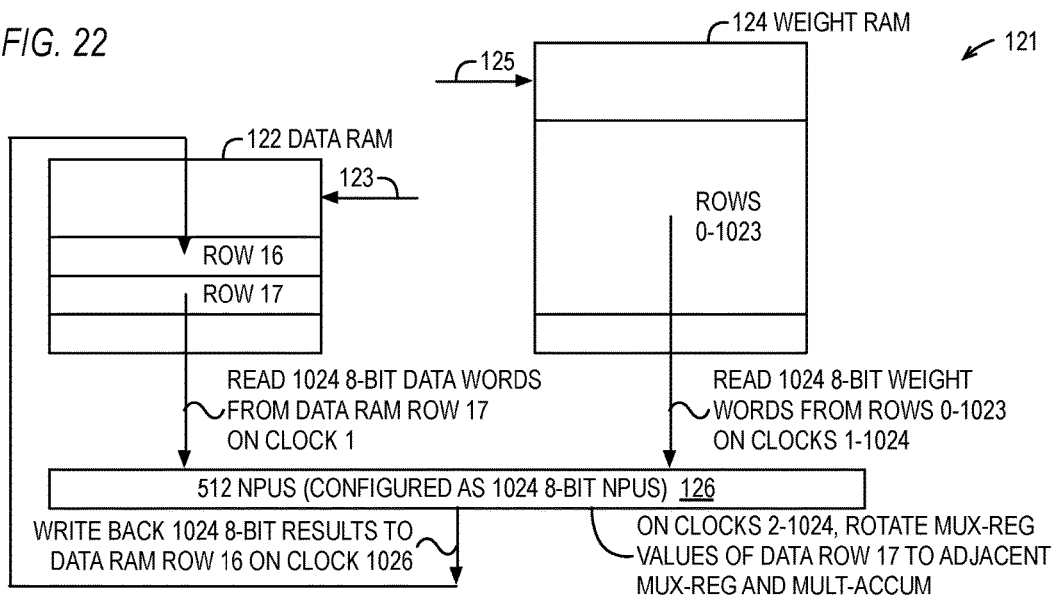 FIG. 22
124 WEIGHT RAM
121
125
122 DATA RAM
123
ROWS
0-1023
ROW 16
ROW 17
READ 1024 8-BIT DATA WORDS
FROM DATA RAM ROW 17
ON CLOCK 1
READ 1024 8-BIT WEIGHT
WORDS FROM ROWS 0-1023
ON CLOCKS 1-1024
512 NPUS (CONFIGURED AS 1024 8-BIT NPUS) 126
WRITE BACK 1024 8-BIT RESULTS TO
DATA RAM ROW 16 ON CLOCK 1026
ON CLOCKS 2-1024, ROTATE MUX-REG
VALUES OF DATA ROW 17 TO ADJACENT
MUX-REG AND MULT-ACCUM